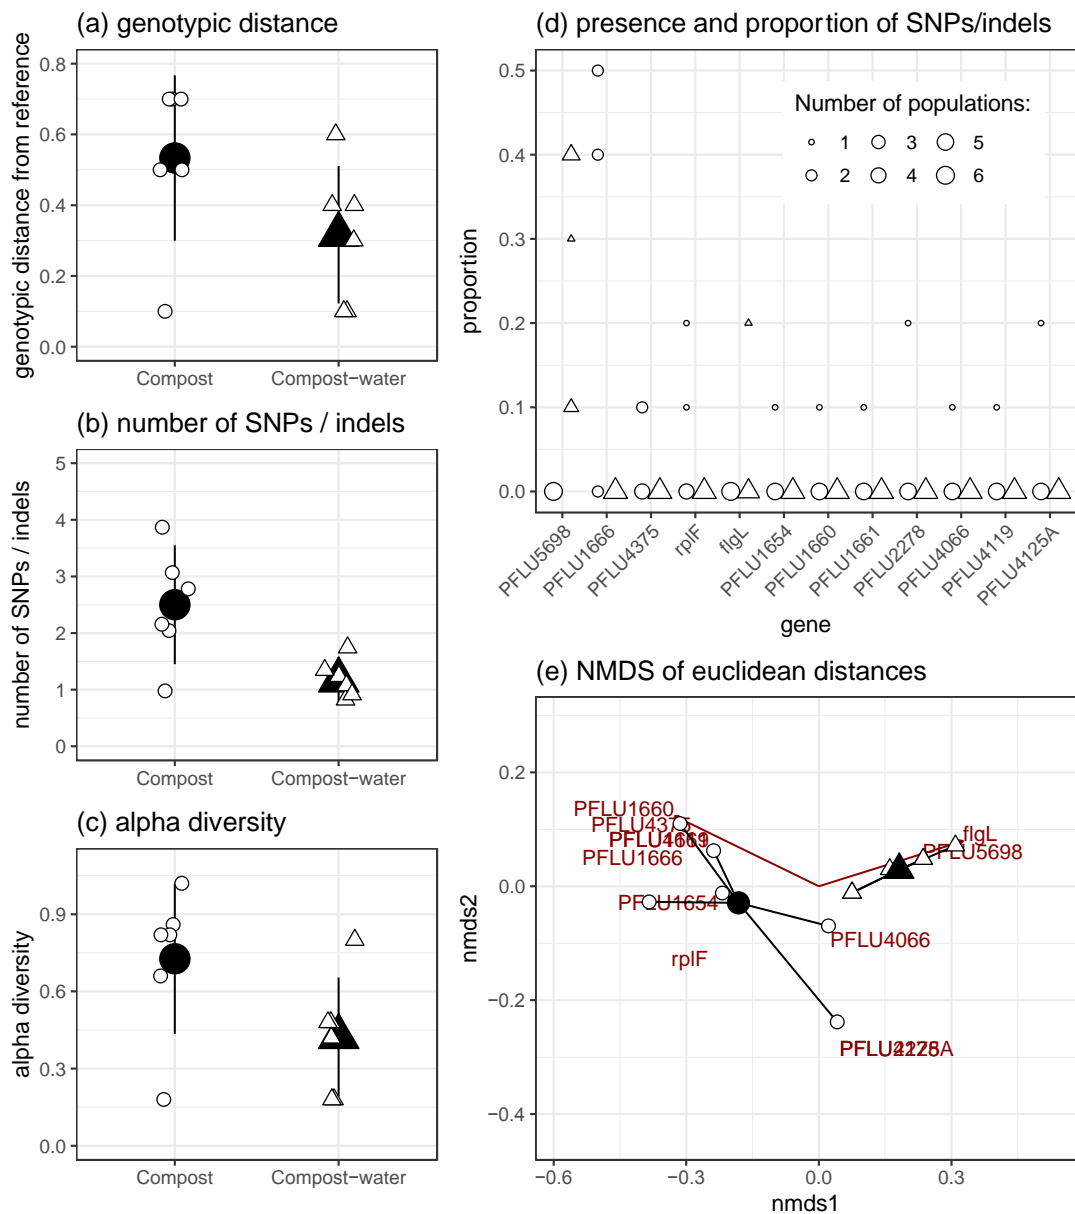 (a) genotypic distance
genotypic distance from reference
0.8
0.6
0.4
0.2
0.0
Compost
Compost−water
(b) number of SNPs / indels
number of SNPs / indels
5
4
3
2
1
0
Compost
Compost−water
(c) alpha diversity
alpha diversity
0.9
0.6
0.3
0.0
Compost
Compost−water
(d) presence and proportion of SNPs/indels
proportion
0.5
0.4
0.3
0.2
0.1
0.0
Number of populations:
1 3 5
2 4 6
PFLU5698
PFLU1666
PFLU4375
rplF
flgL
PFLU1654
PFLU1660
PFLU1661
PFLU2278
PFLU4066
PFLU4119
PFLU4125A
gene
(e) NMDS of euclidean distances
nmds2
0.2
0.0
−0.2
−0.4
PFLU1660
PFLU4375
PFLU1666
PFLU1654
rplF
flgL
PFLU5698
PFLU4066
−0.6
−0.3
0.0
0.3
nmds1